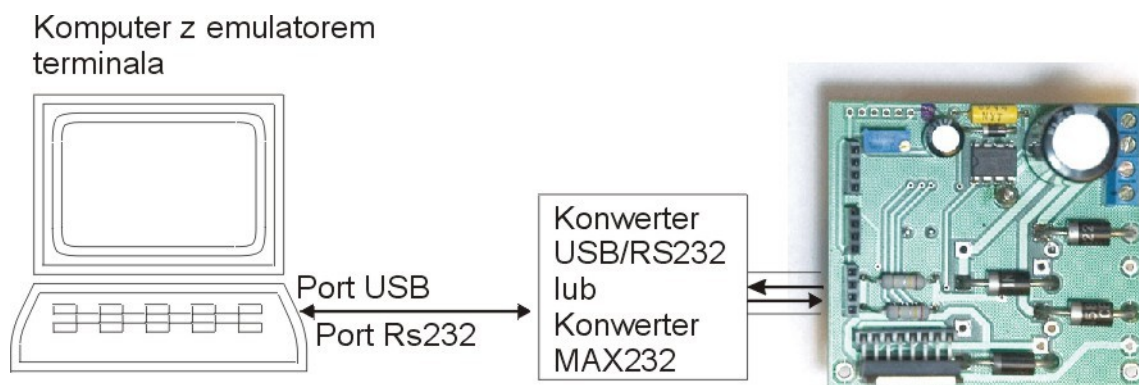 Komputer z emulatorem
terminala
Port USB
Port Rs232
Konwerter
USB/RS232
lub
Konwerter
MAX232